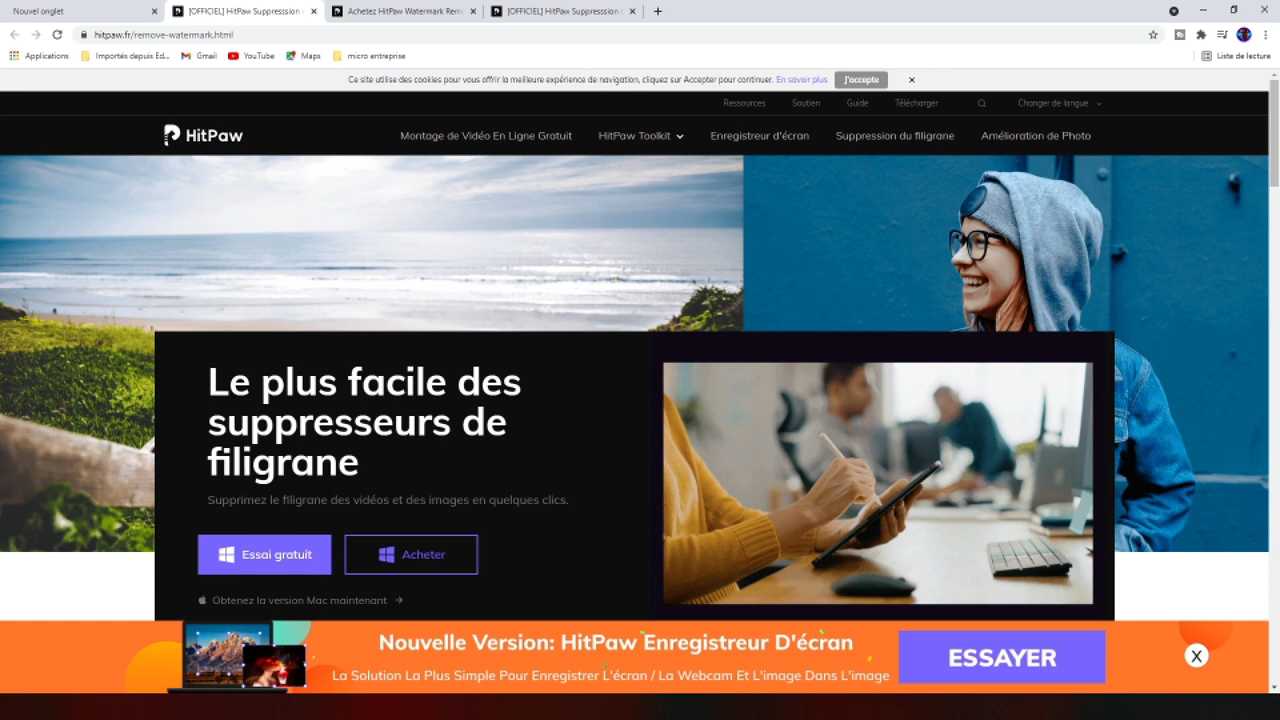 Nouvel onglet
[OFFICIEL] HitPaw Suppresssion
Achetez HitPaw Watermark Rem
[OFFICIEL] HitPaw Suppresssion
hitpaw.fr/remove-watermark.html
Applications
Importés depuis Ed...
Gmail
YouTube
Maps
micro entreprise
Liste de lecture
Ce site utilise des cookies pour vous offrir la meilleure expérience de navigation, cliquez sur Accepter pour continuer. En savoir plus
J'accepte
Ressources
Soutien
Guide
Télécharger
Changer de langue
HitPaw
Montage de Vidéo En Ligne Gratuit
HitPaw Toolkit
Enregistreur d'écran
Suppression du filigrane
Amélioration de Photo
Le plus facile des
suppresseurs de
filigrane
Supprimez le filigrane des vidéos et des images en quelques clics.
Essai gratuit
Acheter
Obtenez la version Mac maintenant
Nouvelle Version: HitPaw Enregistreur D'écran
La Solution La Plus Simple Pour Enregistrer L'écran / La Webcam Et L'image Dans L'image
ESSAYER
X